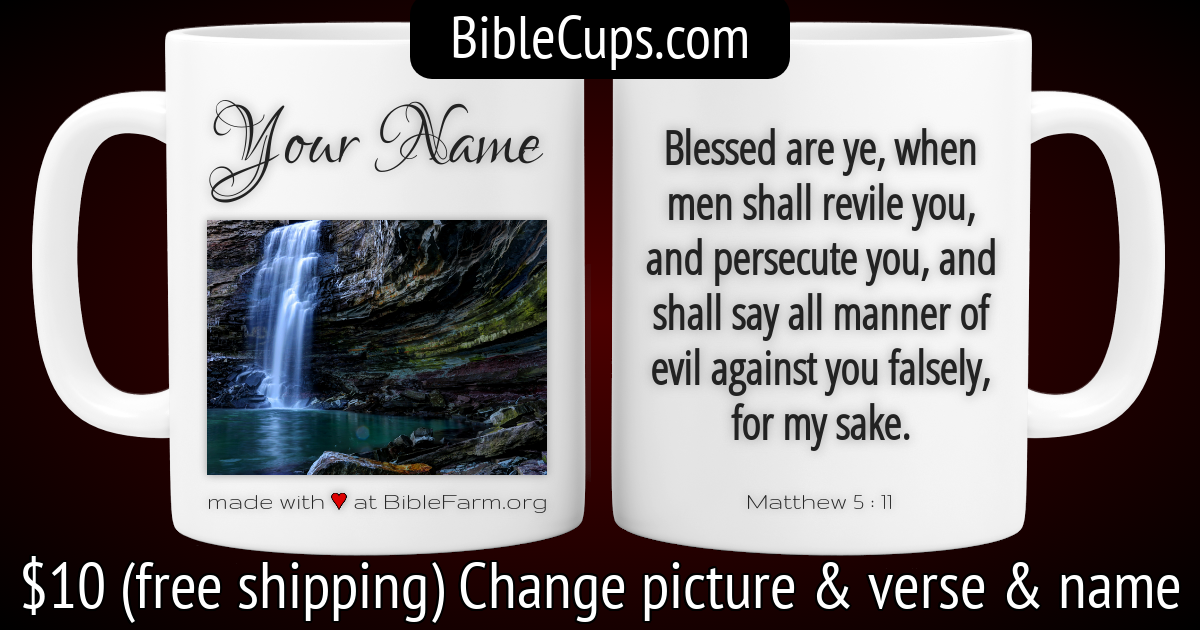 BibleCups.com
Your Name
made with ♥ at BibleFarm.org
Blessed are ye, when
men shall revile you,
and persecute you, and
shall say all manner of
evil against you falsely,
for my sake.
Matthew 5 : 11
$10 (free shipping) Change picture & verse & name